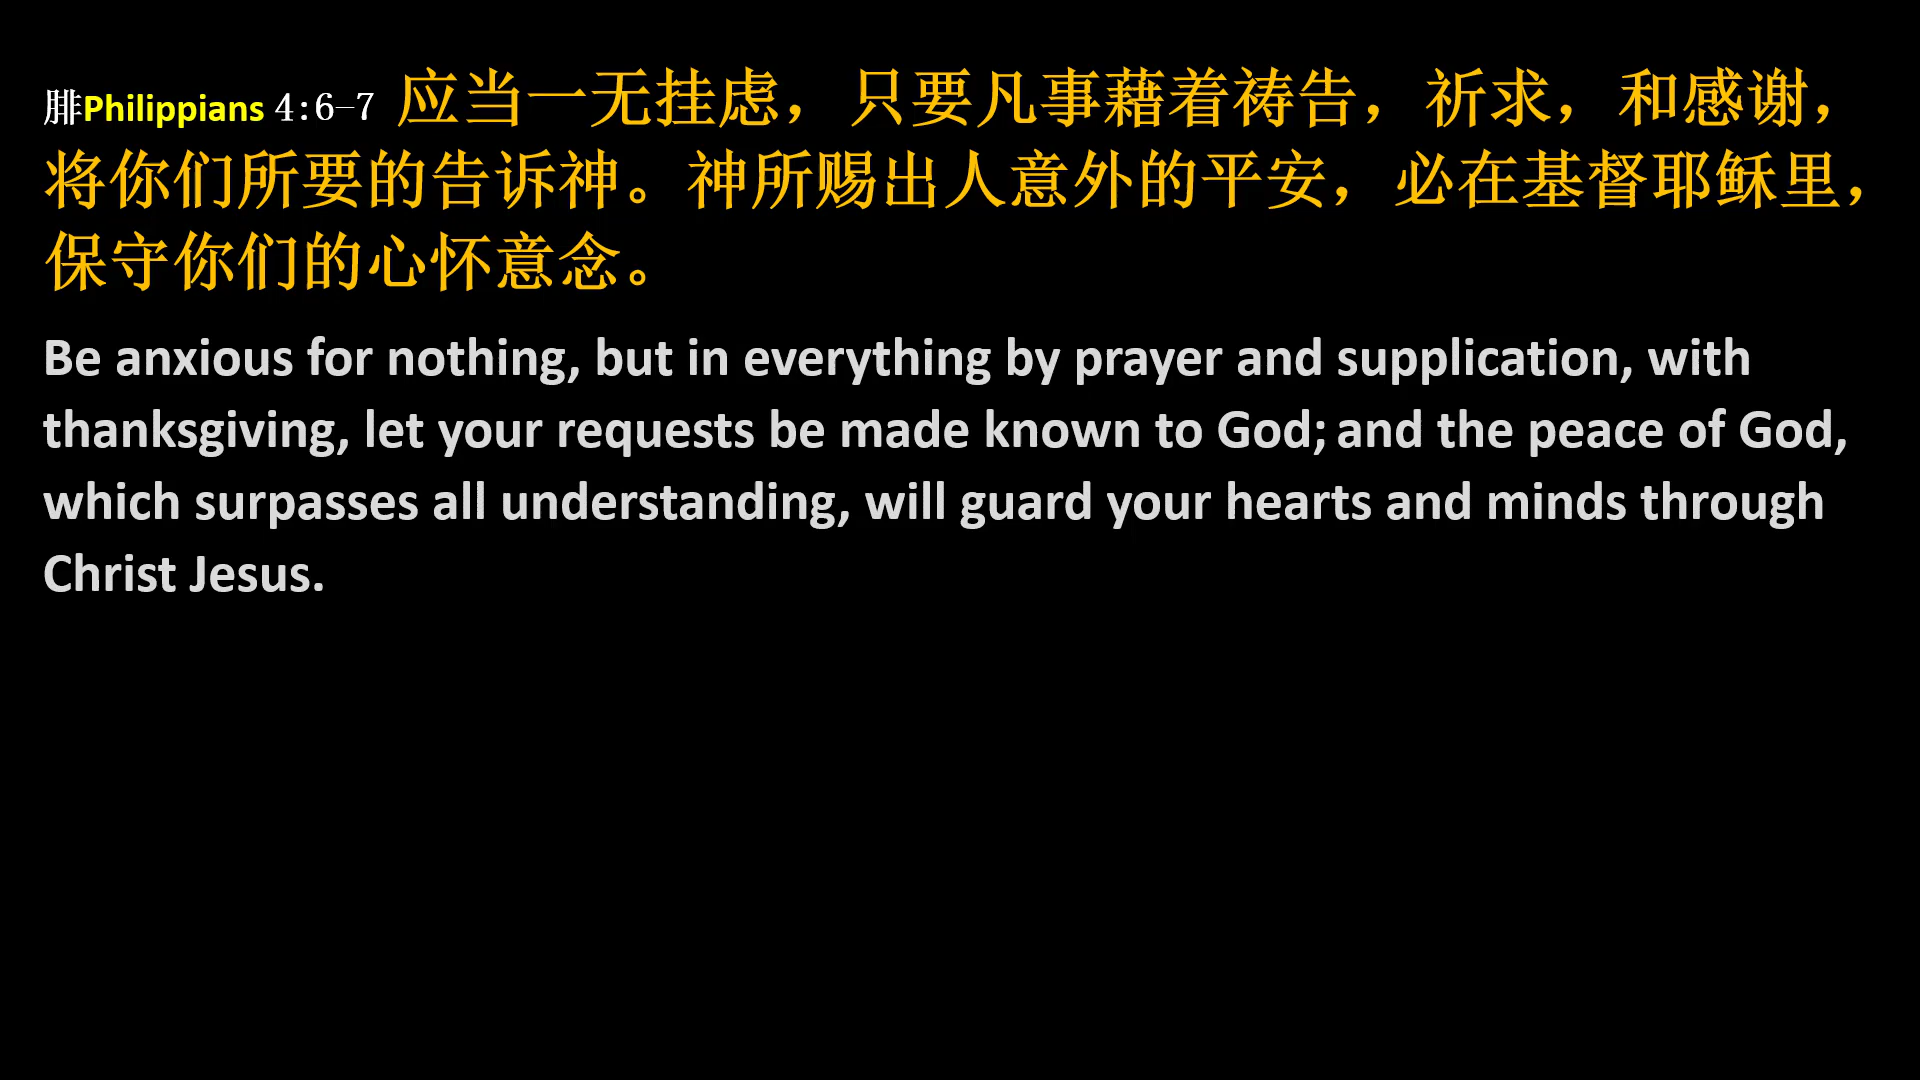 腓Philippians 4:6-7 应当一无挂虑，只要凡事藉着祷告，祈求，和感谢，
将你们所要的告诉神。神所赐出人意外的平安，必在基督耶稣里，
保守你们的心怀意念。
Be anxious for nothing, but in everything by prayer and supplication, with
thanksgiving, let your requests be made known to God; and the peace of God,
which surpasses all understanding, will guard your hearts and minds through
Christ Jesus.